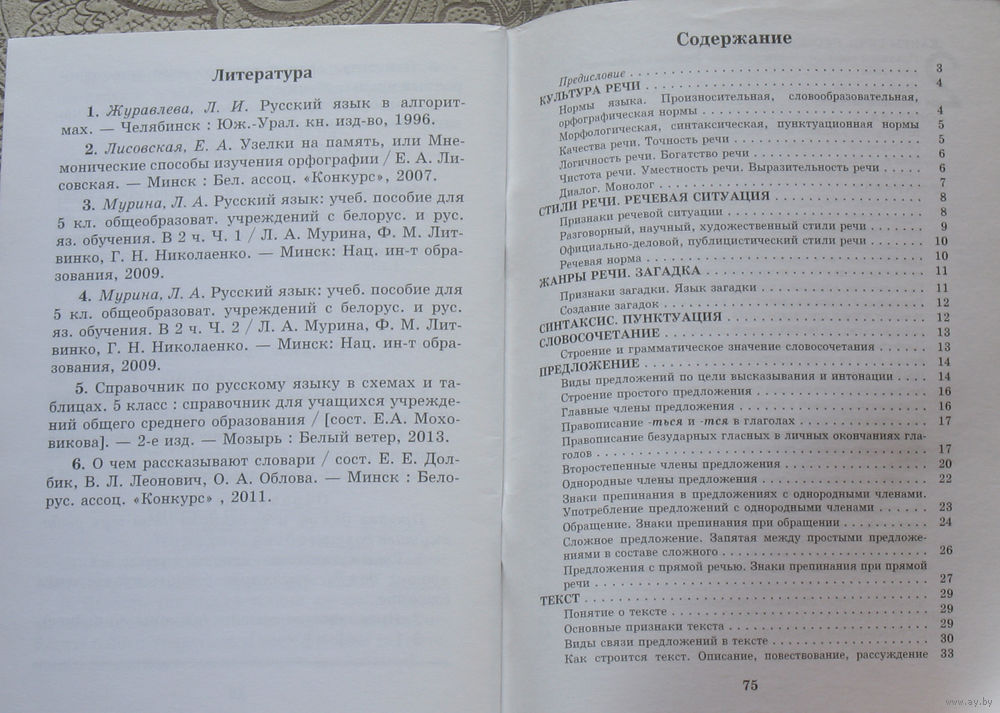 Литература
1. Журавлева, Л. И. Русский язык в алгорит-
мах. — Челябинск : Юж.-Урал. кн. изд-во, 1996.
2. Лисовская, Е. А. Узелки на память, или Мне-
монические способы изучения орфографии / Е. А. Ли-
совская. — Минск : Бел. ассоц. «Конкурс», 2007.
3. Мурина, Л. А. Русский язык: учеб. пособие для
5 кл. общеобразоват. учреждений с белорус. и рус.
яз. обучения. В 2 ч. Ч. 1 / Л. А. Мурина, Ф. М. Лит-
винко, Г. Н. Николаенко. — Минск: Нац. ин-т обра-
зования, 2009.
4. Мурина, Л. А. Русский язык: учеб. пособие для
5 кл. общеобразоват. учреждений с белорус. и рус.
яз. обучения. В 2 ч. Ч. 2 / Л. А. Мурина, Ф. М. Лит-
винко, Г. Н. Николаенко. — Минск: Нац. ин-т обра-
зования, 2009.
5. Справочник по русскому языку в схемах и та-
блицах. 5 класс : справочник для учащихся учрежде-
ний общего среднего образования / [сост. Е.А. Мохо-
викова]. — 2-е изд. — Мозырь : Белый ветер, 2013.
6. О чем рассказывают словари / сост. Е. Е. Дол-
бик, В. Л. Леонович, О. А. Облова. — Минск : Бело-
рус. ассоц. «Конкурс» , 2011.
Содержание
Предисловие . . . 3
КУЛЬТУРА РЕЧИ . . . 4
Нормы языка. Произносительная, словообразовательная,
орфографическая нормы . . . 4
Морфологическая, синтаксическая, пунктуационная нормы 5
Качества речи. Точность речи . . . 5
Логичность речи. Богатство речи . . . 6
Чистота речи. Уместность речи. Выразительность речи . . . 6
Диалог. Монолог . . . 7
СТИЛИ РЕЧИ. РЕЧЕВАЯ СИТУАЦИЯ . . . 8
Признаки речевой ситуации . . . 8
Разговорный, научный, художественный стили речи . . . 9
Официально-деловой, публицистический стили речи . . . 10
Речевая норма . . . 10
ЖАНРЫ РЕЧИ. ЗАГАДКА . . . 11
Признаки загадки. Язык загадки . . . 11
Создание загадок . . . 12
СИНТАКСИС. ПУНКТУАЦИЯ . . . 12
СЛОВОСОЧЕТАНИЕ . . . 13
Строение и грамматическое значение словосочетания . . . 13
ПРЕДЛОЖЕНИЕ . . . 14
Виды предложений по цели высказывания и интонации . . . 14
Строение простого предложения . . . 16
Главные члены предложения . . . 16
Правописание -ться и -тся в глаголах . . . 17
Правописание безударных гласных в личных окончаниях гла-
голов . . . 17
Второстепенные члены предложения . . . 20
Однородные члены предложения . . . 22
Знаки препинания в предложениях с однородными членами.
Употребление предложений с однородными членами . . . 23
Обращение. Знаки препинания при обращении . . . 24
Сложное предложение. Запятая между простыми предложе-
ниями в составе сложного . . . 26
Предложения с прямой речью. Знаки препинания при прямой
речи . . . 27
ТЕКСТ . . . 29
Понятие о тексте . . . 29
Основные признаки текста . . . 29
Виды связи предложений в тексте . . . 30
Как строится текст. Описание, повествование, рассуждение 33
75
www.ay.by